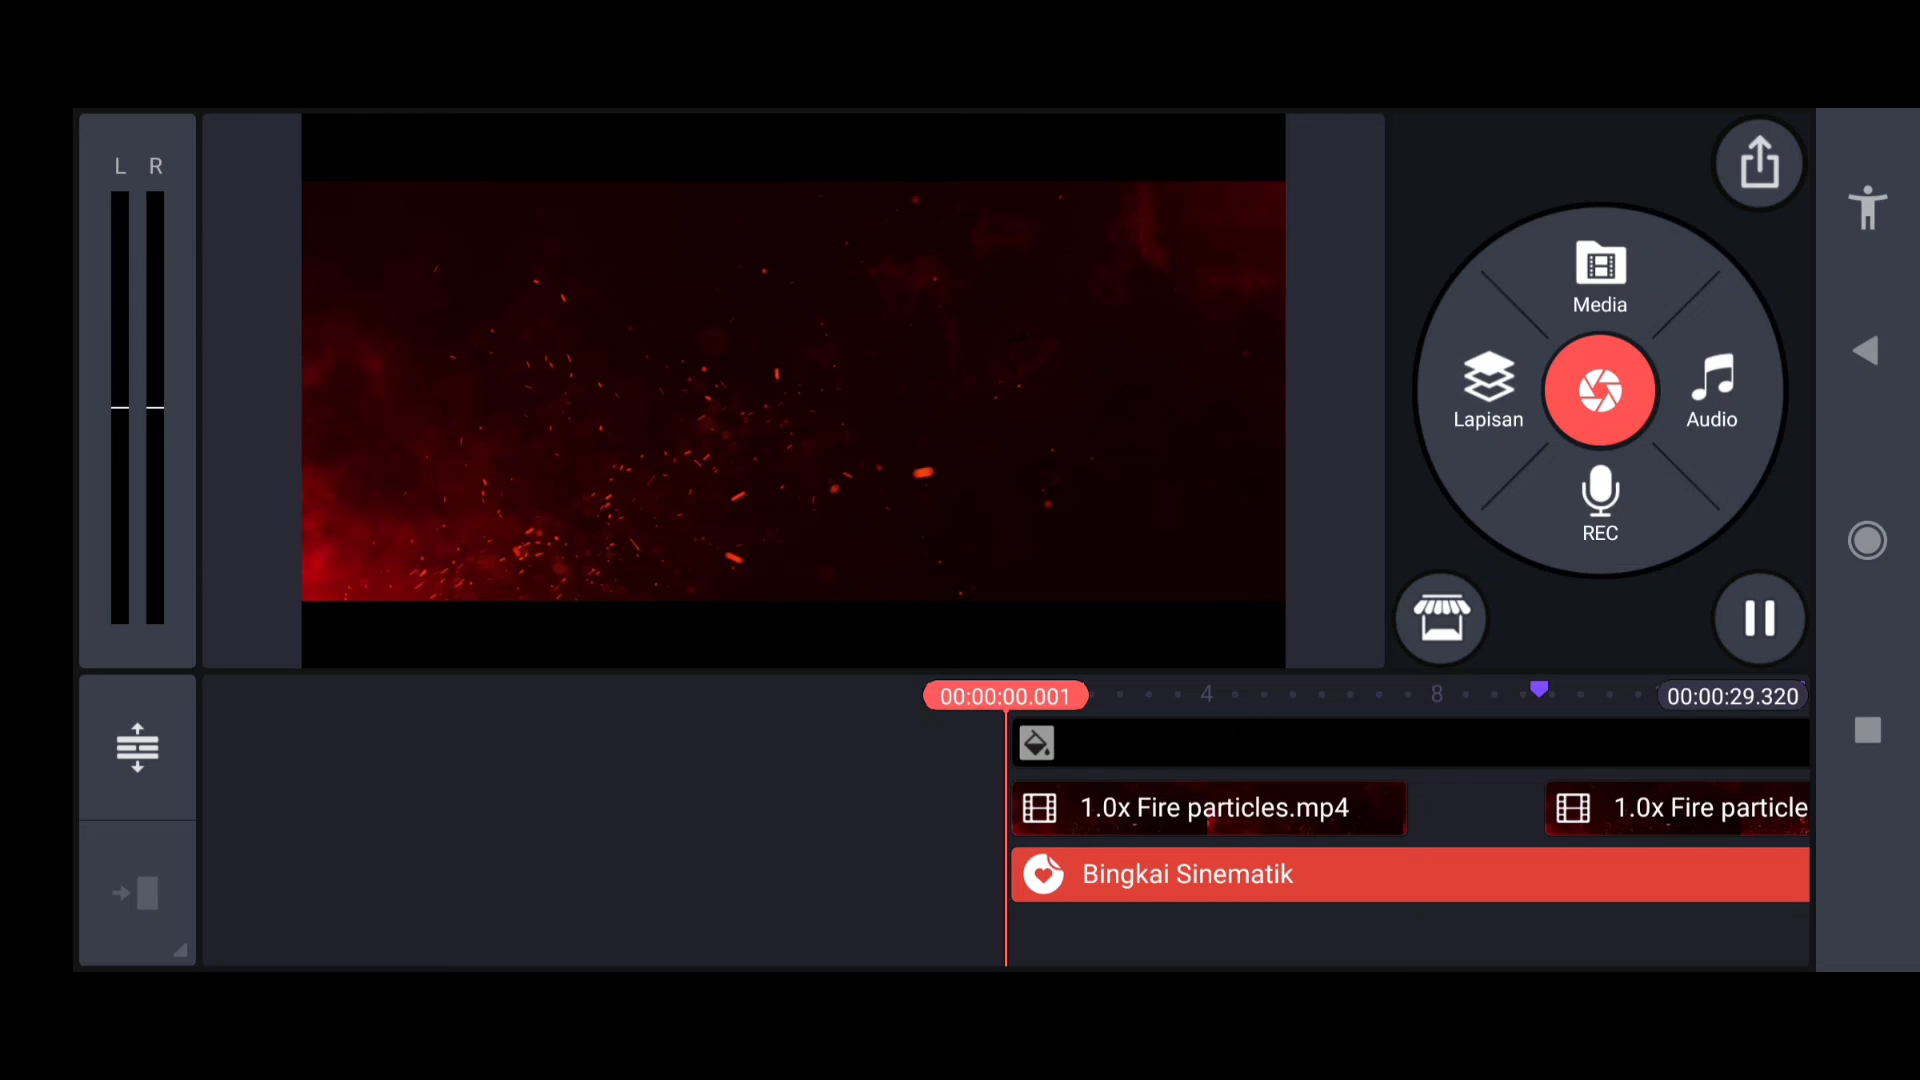 L R
Media
Lapisan
Audio
REC
00:00:00.001
4
8
00:00:29.320
1.0x Fire particles.mp4
1.0x Fire particle
Bingkai Sinematik